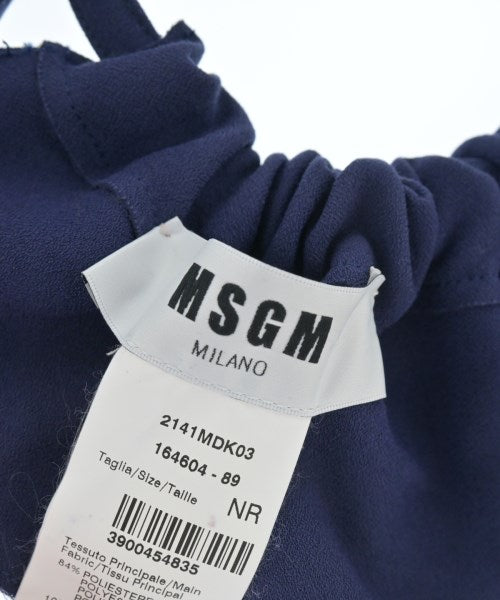 MSGM
MILANO
2141MDK03
164604 - 89
Taglia/Size/Taille
NR
3900454835
Tessuto Principale/Main
Fabric/Tissu Principal
84% POLIESTERE